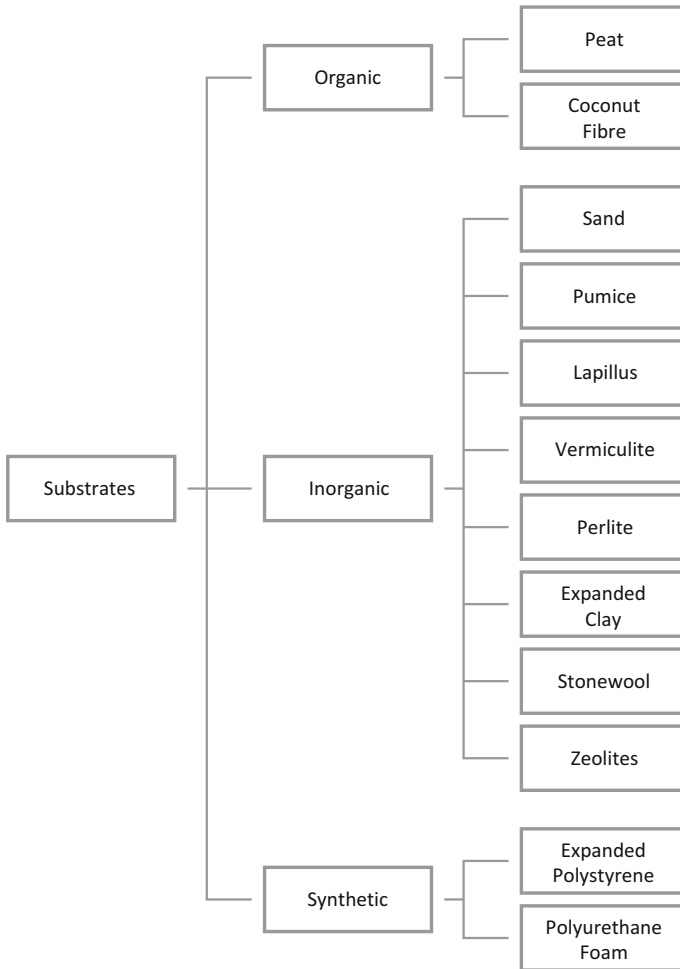 Substrates
Organic
Peat
Coconut
Fibre
Inorganic
Sand
Pumice
Lapillus
Vermiculite
Perlite
Expanded
Clay
Stonewool
Zeolites
Synthetic
Expanded
Polystyrene
Polyurethane
Foam